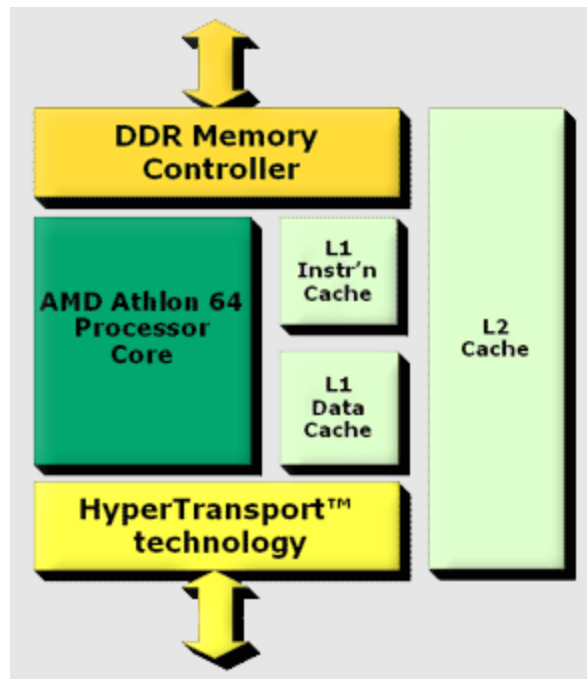 DDR Memory
Controller
AMD Athlon 64
Processor
Core
L1
Instr'n
Cache
L1
Data
Cache
L2
Cache
HyperTransport™
technology